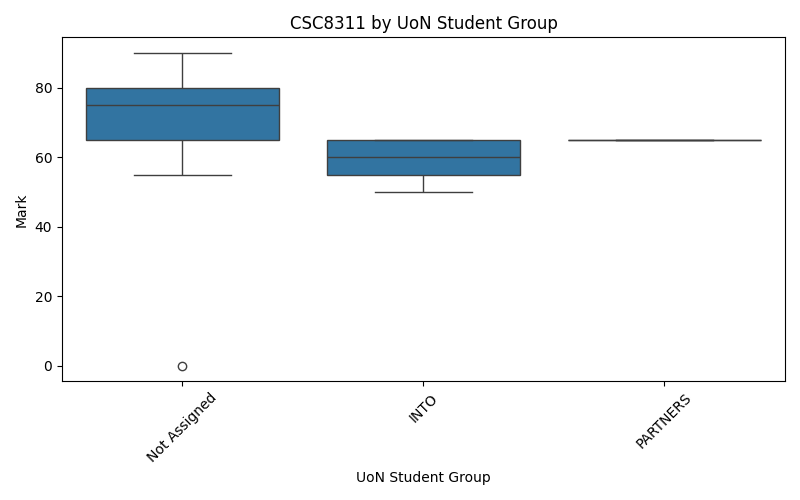 CSC8311 by UoN Student Group
Mark
80
60
40
20
0
Not Assigned
INTO
PARTNERS
UoN Student Group